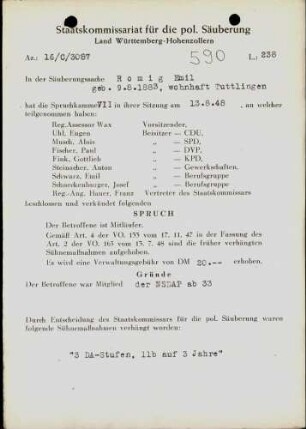 Staatskommissariat für die pol. Säuberung
Land Württemberg-Hohenzollern
Az.: 16/C/3087 590 L. 238
In der Säuberungssache Romig Emil
geb. 9.8.1883, wohnhaft Tuttlingen
hat die Spruchkammer VII in ihrer Sitzung am 13.8.48, an welcher
teilgenommen haben:
Reg.Assessor Wax Vorsitzender,
Uhl, Eugen Beisitzer — CDU,
Munk, Alois „ — SPD,
Fischer, Paul „ — DVP,
Fink, Gottlieb „ — KPD,
Steinacher, Anton „ — Gewerkschaften,
Schwarz, Emil „ — Berufsgruppe
Schneckenburger, Josef „ — Berufsgruppe
Reg.-Ang. Hauer, Franz Vertreter des Staatskommissars
beschlossen und verkündet folgenden
SPRUCH
Der Betroffene ist Mitläufer.
Gemäß Art. 4 der VO. 133 vom 17. 11. 47 in der Fassung des
Art. 2 der VO. 165 vom 13. 7. 48 sind die früher verhängten
Sühnemaßnahmen aufgehoben.
Es wird eine Verwaltungsgebühr von DM 20.-- erhoben.
Gründe
Der Betroffene war Mitglied der NSDAP ab 33
Durch Entscheidung des Staatskommissars für die pol. Säuberung waren
folgende Sühnemaßnahmen verhängt worden:
"3 DA-Stufen, 11b auf 3 Jahre"